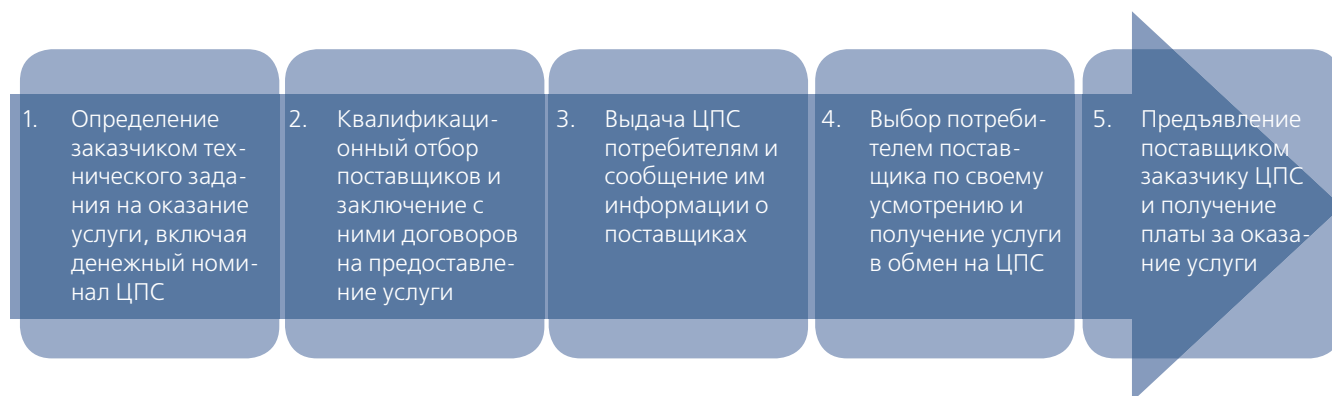 1. Определение
заказчиком тех-
нического зада-
ния на оказание
услуги, включая
денежный номи-
нал ЦПС
2. Квалификаци-
онный отбор
поставщиков и
заключение с
ними договоров
на предоставле-
ние услуги
3. Выдача ЦПС
потребителям и
сообщение им
информации о
поставщиках
4. Выбор потреби-
телем постав-
щика по своему
усмотрению и
получение услуги
в обмен на ЦПС
5. Предъявление
поставщиком
заказчику ЦПС
и получение
платы за оказа-
ние услуги